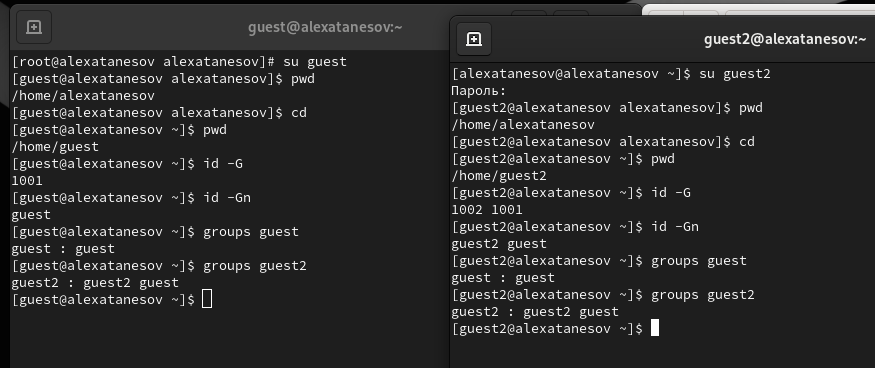 guest@alexatanesov:~
[root@alexatanesov alexatanesov]# su guest
[guest@alexatanesov alexatanesov]$ pwd
/home/alexatanesov
[guest@alexatanesov alexatanesov]$ cd
[guest@alexatanesov ~]$ pwd
/home/guest
[guest@alexatanesov ~]$ id -G
1001
[guest@alexatanesov ~]$ id -Gn
guest
[guest@alexatanesov ~]$ groups guest
guest : guest
[guest@alexatanesov ~]$ groups guest2
guest2 : guest2 guest
[guest@alexatanesov ~]$
guest2@alexatanesov:~
[alexatanesov@alexatanesov ~]$ su guest2
Пароль:
[guest2@alexatanesov alexatanesov]$ pwd
/home/alexatanesov
[guest2@alexatanesov alexatanesov]$ cd
[guest2@alexatanesov ~]$ pwd
/home/guest2
[guest2@alexatanesov ~]$ id -G
1002 1001
[guest2@alexatanesov ~]$ id -Gn
guest2 guest
[guest2@alexatanesov ~]$ groups guest
guest : guest
[guest2@alexatanesov ~]$ groups guest2
guest2 : guest2 guest
[guest2@alexatanesov ~]$